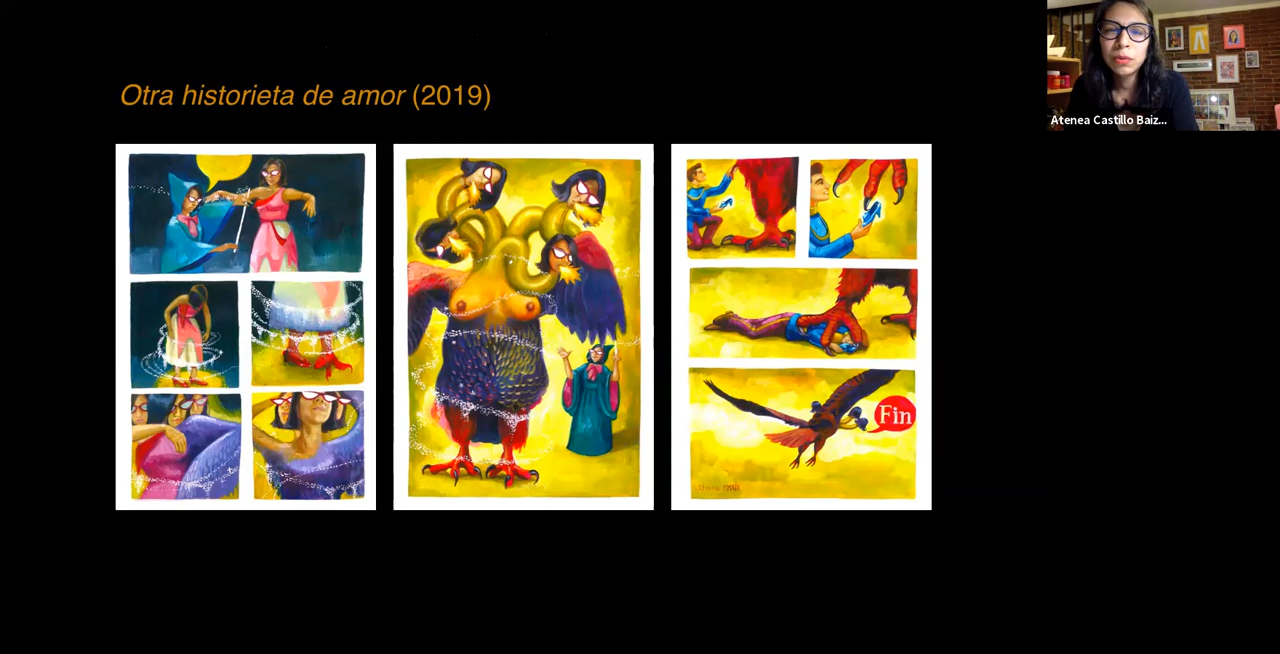 Otra historieta de amor (2019)
Atenea Castillo Baiz...
Fin